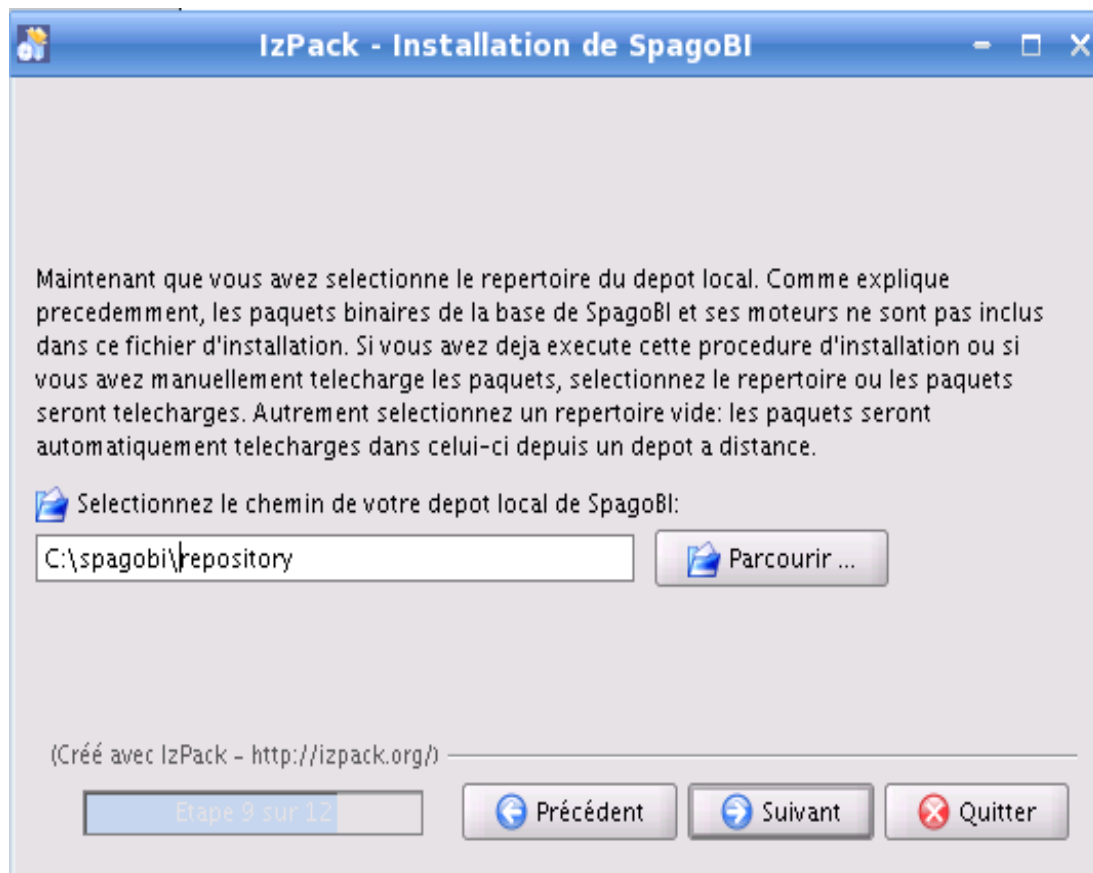 IzPack - Installation de SpagoBI
Maintenant que vous avez selectionne le repertoire du depot local. Comme explique
precedemment, les paquets binaires de la base de SpagoBI et ses moteurs ne sont pas inclus
dans ce fichier d'installation. Si vous avez deja execute cette procedure d'installation ou si
vous avez manuellement telecharge les paquets, selectionnez le repertoire ou les paquets
seront telecharges. Autrement selectionnez un repertoire vide: les paquets seront
automatiquement telecharges dans celui-ci depuis un depot a distance.
Selectionnez le chemin de votre depot local de SpagoBI:
C:\spagobi\repository
Parcourir ...
(Créé avec IzPack - http://izpack.org/)
Etape 9 sur 12
Précédent
Suivant
Quitter